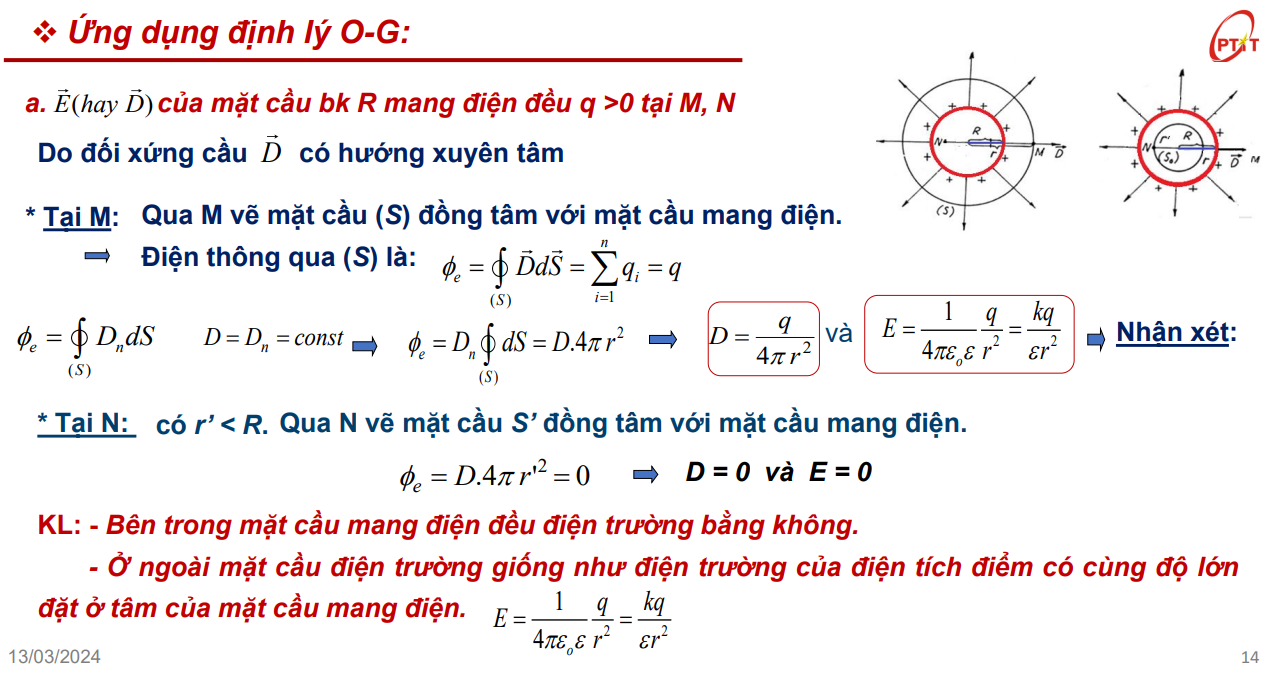 ❖ Ứng dụng định lý O-G:
PTiT
a. $\vec{E}(hay\ \vec{D})$ của mặt cầu bk R mang điện đều q >0 tại M, N
Do đối xứng cầu $\vec{D}$ có hướng xuyên tâm
+ + + + + + + + N R r M $\vec{D}$ (S)
+ + + + + + + + N r' R (S₀) r $\vec{D}$ M
* Tại M: Qua M vẽ mặt cầu (S) đồng tâm với mặt cầu mang điện.
⇒ Điện thông qua (S) là: $\phi_e = \oint_{(S)} \vec{D}d\vec{S} = \sum_{i=1}^{n} q_i = q$
$\phi_e = \oint_{(S)} D_n dS$ $D = D_n = const$ ⇒ $\phi_e = D_n \oint_{(S)} dS = D.4\pi r^2$ ⇒ $D = \frac{q}{4\pi r^2}$ và $E = \frac{1}{4\pi\varepsilon_o\varepsilon}\frac{q}{r^2} = \frac{kq}{\varepsilon r^2}$ ⇒ Nhận xét:
* Tại N: có r' < R. Qua N vẽ mặt cầu S' đồng tâm với mặt cầu mang điện.
$\phi_e = D.4\pi r'^2 = 0$ ⇒ D = 0 và E = 0
KL: - Bên trong mặt cầu mang điện đều điện trường bằng không.
- Ở ngoài mặt cầu điện trường giống như điện trường của điện tích điểm có cùng độ lớn
đặt ở tâm của mặt cầu mang điện. $E = \frac{1}{4\pi\varepsilon_o\varepsilon}\frac{q}{r^2} = \frac{kq}{\varepsilon r^2}$
13/03/2024
14